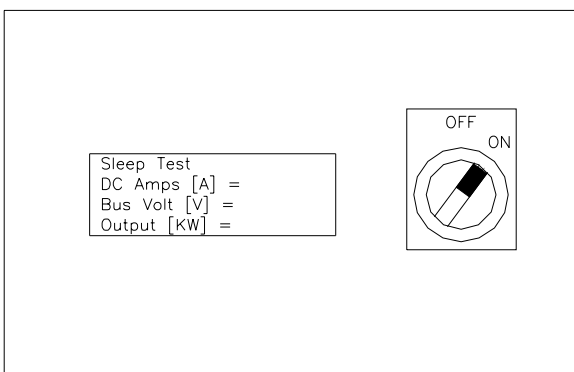 Sleep Test
DC Amps [A] =
Bus Volt [V] =
Output [KW] =
OFF
ON